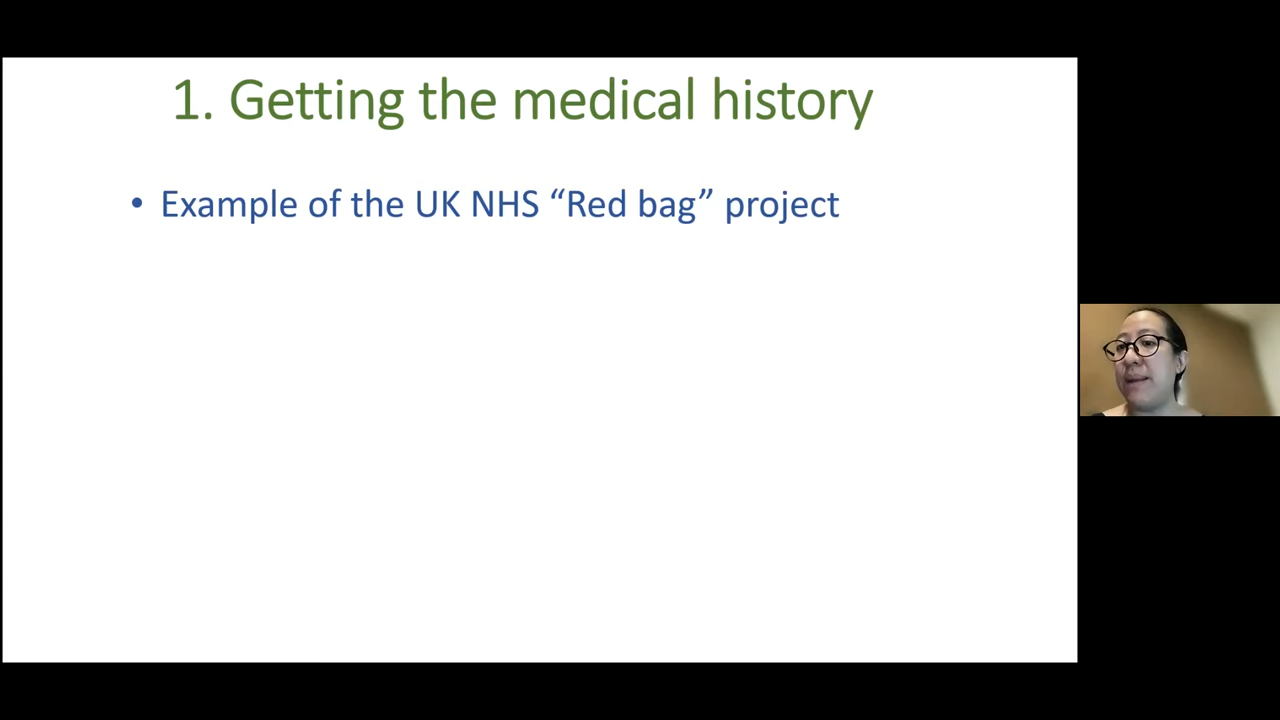 1. Getting the medical history
• Example of the UK NHS “Red bag” project